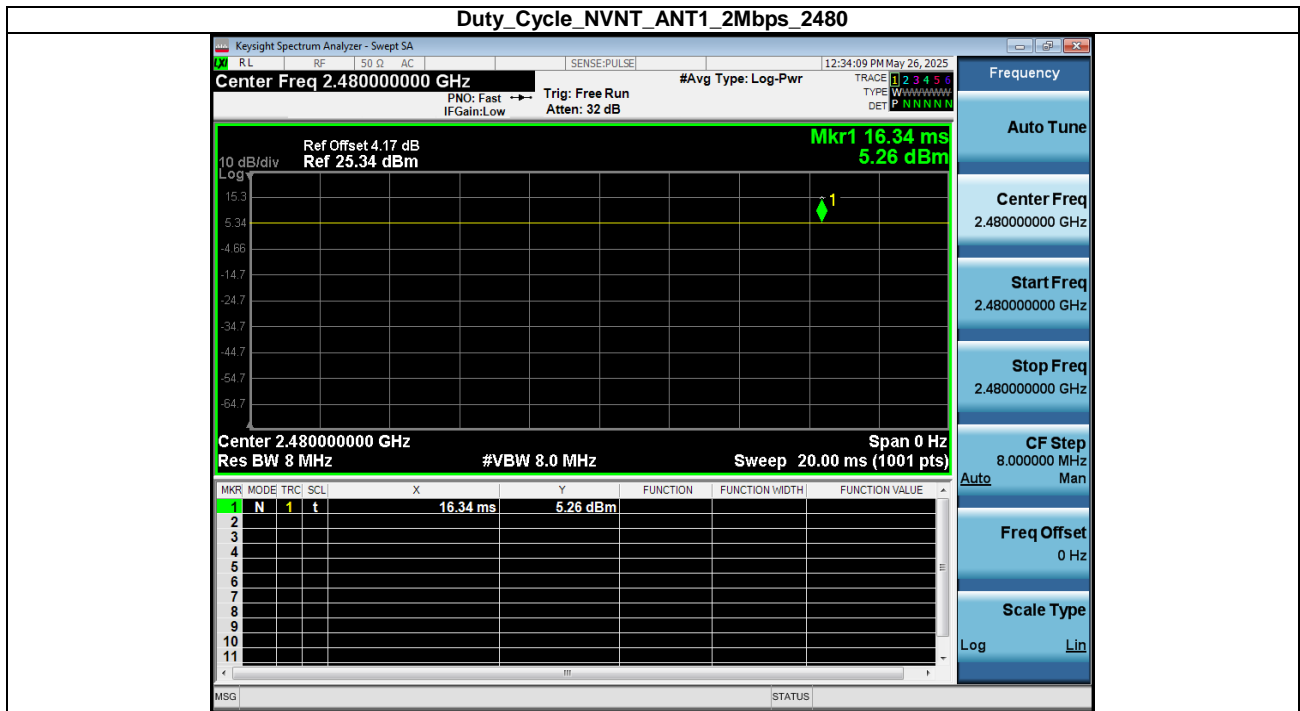 Duty_Cycle_NVNT_ANT1_2Mbps_2480
Keysight Spectrum Analyzer - Swept SA
LXI RL RF 50 Ω AC SENSE:PULSE 12:34:09 PM May 26, 2025
Center Freq 2.480000000 GHz #Avg Type: Log-Pwr TRACE 1 2 3 4 5 6
PNO: Fast Trig: Free Run TYPE WWWWWW
IFGain:Low Atten: 32 dB DET P N N N N N
Frequency
Mkr1 16.34 ms
Ref Offset 4.17 dB
10 dB/div Ref 25.34 dBm 5.26 dBm
Log
15.3
1
5.34
-4.66
-14.7
-24.7
-34.7
-44.7
-54.7
-64.7
Center 2.480000000 GHz Span 0 Hz
Res BW 8 MHz #VBW 8.0 MHz Sweep 20.00 ms (1001 pts)
MKR MODE TRC SCL X Y FUNCTION FUNCTION WIDTH FUNCTION VALUE
1 N 1 t 16.34 ms 5.26 dBm
2
3
4
5
6
7
8
9
10
11
MSG STATUS
Auto Tune
Center Freq
2.480000000 GHz
Start Freq
2.480000000 GHz
Stop Freq
2.480000000 GHz
CF Step
8.000000 MHz
Auto Man
Freq Offset
0 Hz
Scale Type
Log Lin